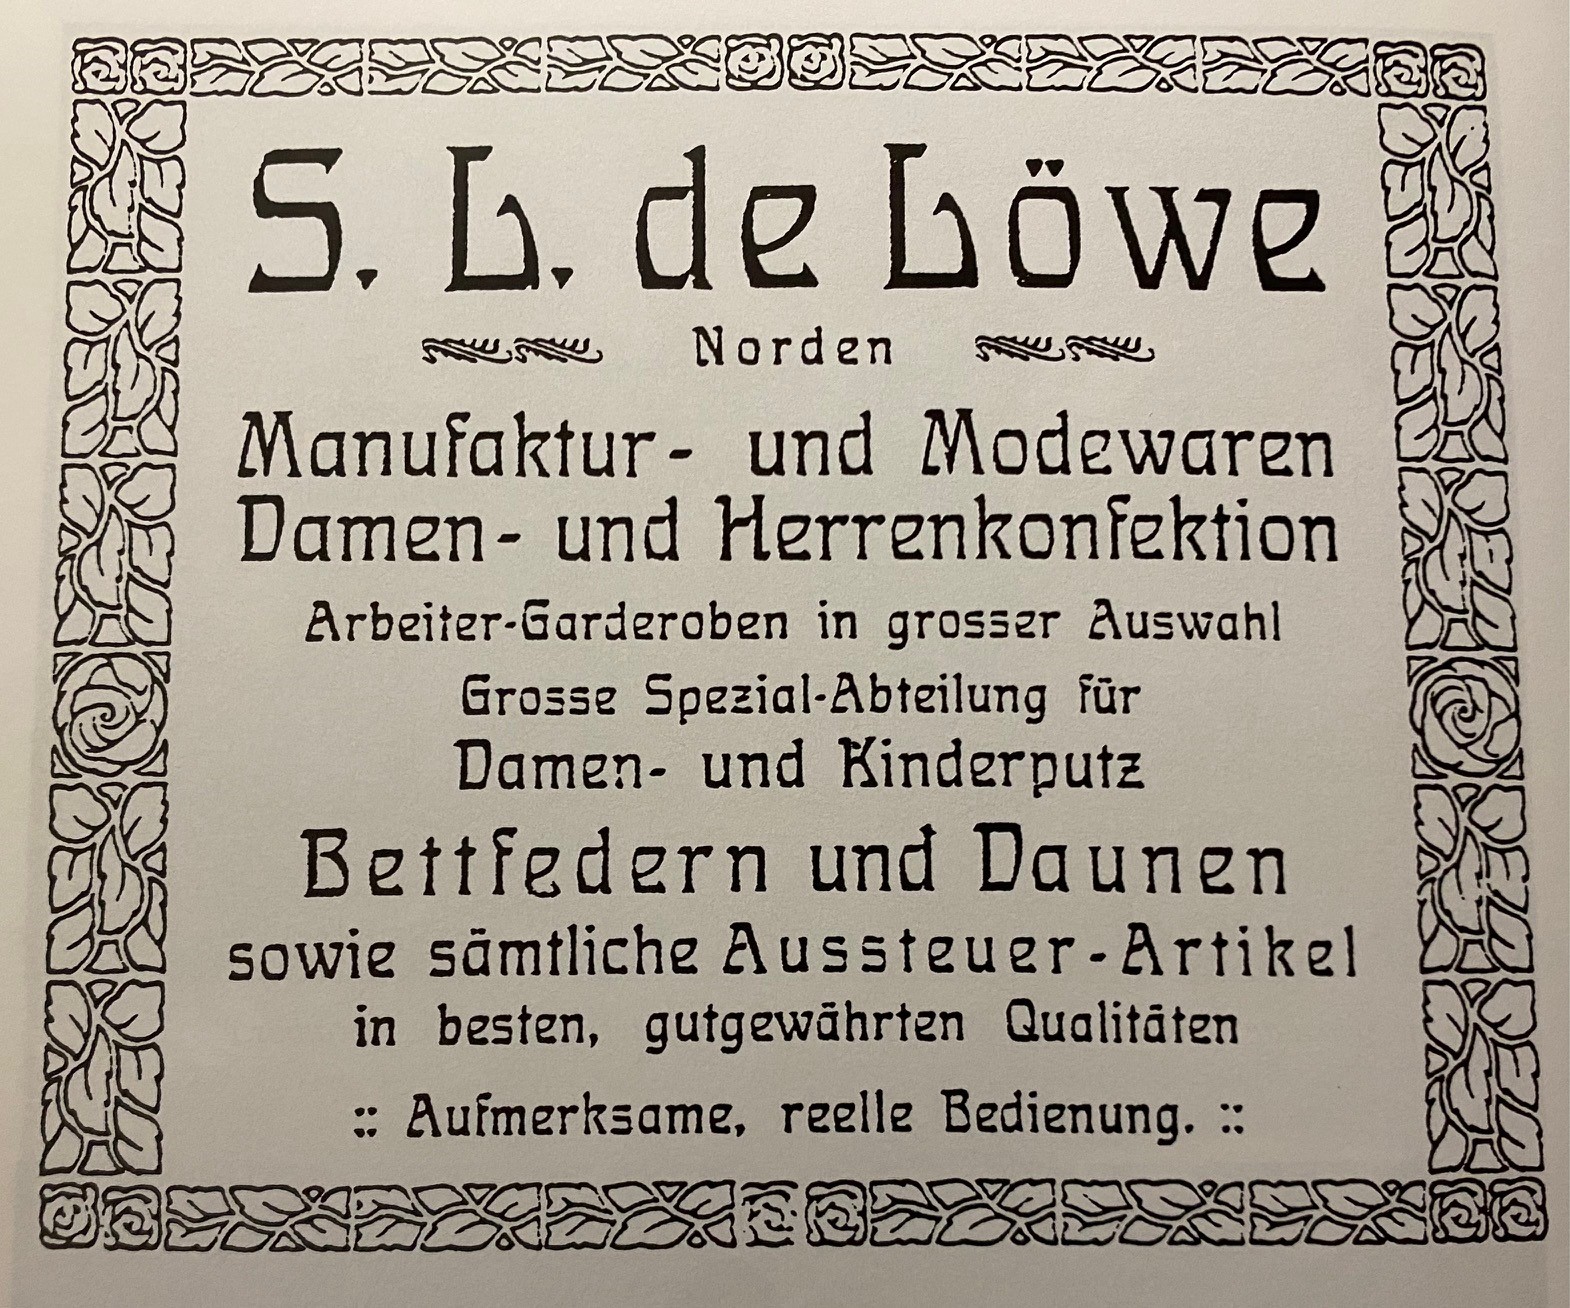 S. L. de Löwe
Norden
Manufaktur- und Modewaren
Damen- und Herrenkonfektion
Arbeiter-Garderoben in grosser Auswahl
Grosse Spezial-Abteilung für
Damen- und Kinderputz
Bettfedern und Daunen
sowie sämtliche Aussteuer-Artikel
in besten, gutgewährten Qualitäten
:: Aufmerksame, reelle Bedienung. ::